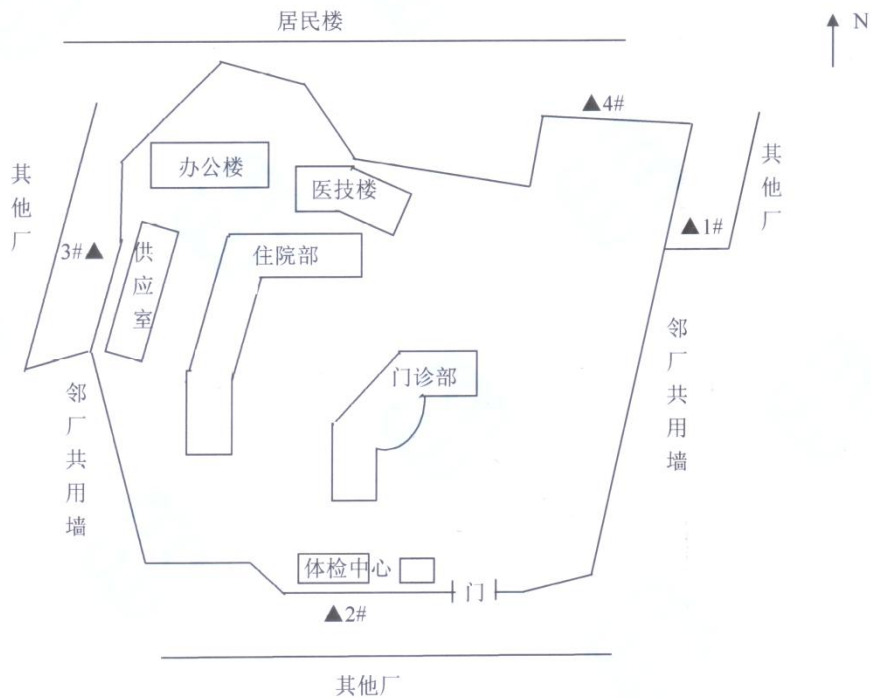 居民楼
N
▲4#
办公楼
医技楼
其他厂
其他厂
▲1#
3#▲
供应室
住院部
门诊部
邻厂共用墙
邻厂共用墙
体检中心
门
▲2#
其他厂